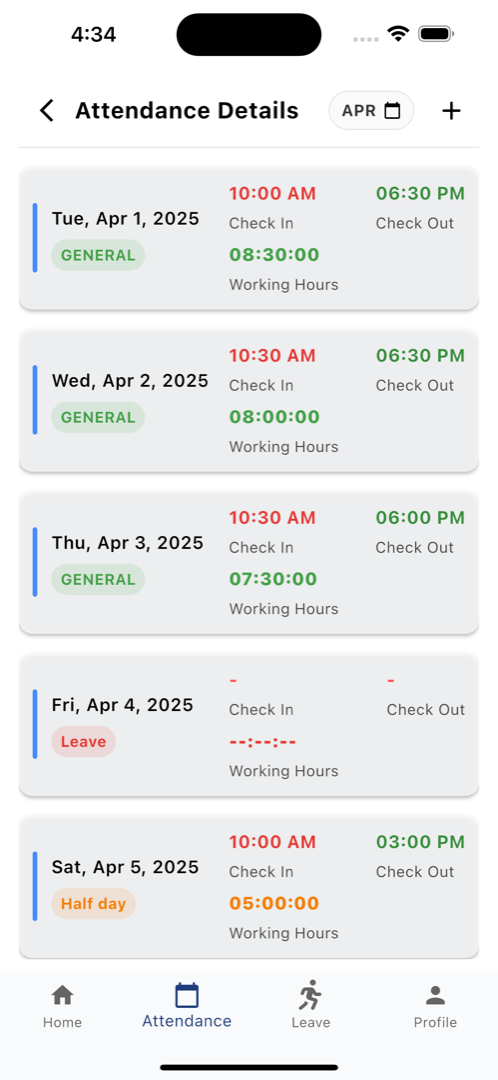 4:34
Attendance Details
APR
Tue, Apr 1, 2025
GENERAL
10:00 AM
Check In
06:30 PM
Check Out
08:30:00
Working Hours
Wed, Apr 2, 2025
GENERAL
10:30 AM
Check In
06:30 PM
Check Out
08:00:00
Working Hours
Thu, Apr 3, 2025
GENERAL
10:30 AM
Check In
06:00 PM
Check Out
07:30:00
Working Hours
Fri, Apr 4, 2025
Leave
-
Check In
-
Check Out
--:--:--
Working Hours
Sat, Apr 5, 2025
Half day
10:00 AM
Check In
03:00 PM
Check Out
05:00:00
Working Hours
Home
Attendance
Leave
Profile